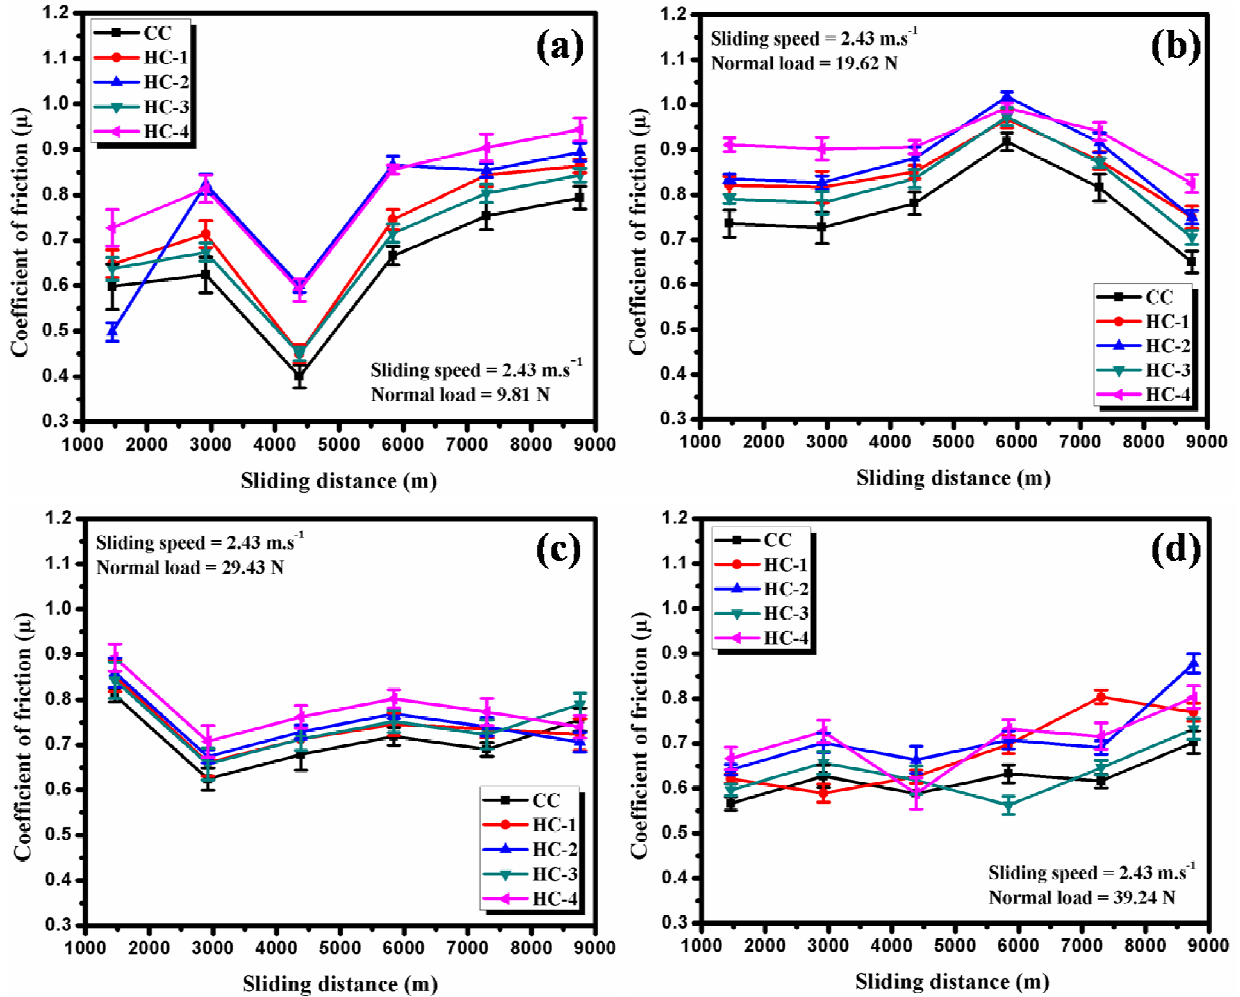 1.2
1.1
1.0
0.9
0.8
0.7
0.6
0.5
0.4
0.3
Coefficient of friction (μ)
CC
HC-1
HC-2
HC-3
HC-4
(a)
Sliding speed = 2.43 m.s⁻¹
Normal load = 9.81 N
1000 2000 3000 4000 5000 6000 7000 8000 9000
Sliding distance (m)
1.2
1.1
1.0
0.9
0.8
0.7
0.6
0.5
0.4
0.3
Coefficient of friction (μ)
Sliding speed = 2.43 m.s⁻¹
Normal load = 19.62 N
(b)
CC
HC-1
HC-2
HC-3
HC-4
1000 2000 3000 4000 5000 6000 7000 8000 9000
Sliding distance (m)
1.2
1.1
1.0
0.9
0.8
0.7
0.6
0.5
0.4
0.3
Coefficient of friction (μ)
Sliding speed = 2.43 m.s⁻¹
Normal load = 29.43 N
(c)
CC
HC-1
HC-2
HC-3
HC-4
1000 2000 3000 4000 5000 6000 7000 8000 9000
Sliding distance (m)
1.2
1.1
1.0
0.9
0.8
0.7
0.6
0.5
0.4
0.3
Coefficient of friction (μ)
CC
HC-1
HC-2
HC-3
HC-4
(d)
Sliding speed = 2.43 m.s⁻¹
Normal load = 39.24 N
1000 2000 3000 4000 5000 6000 7000 8000 9000
Sliding distance (m)